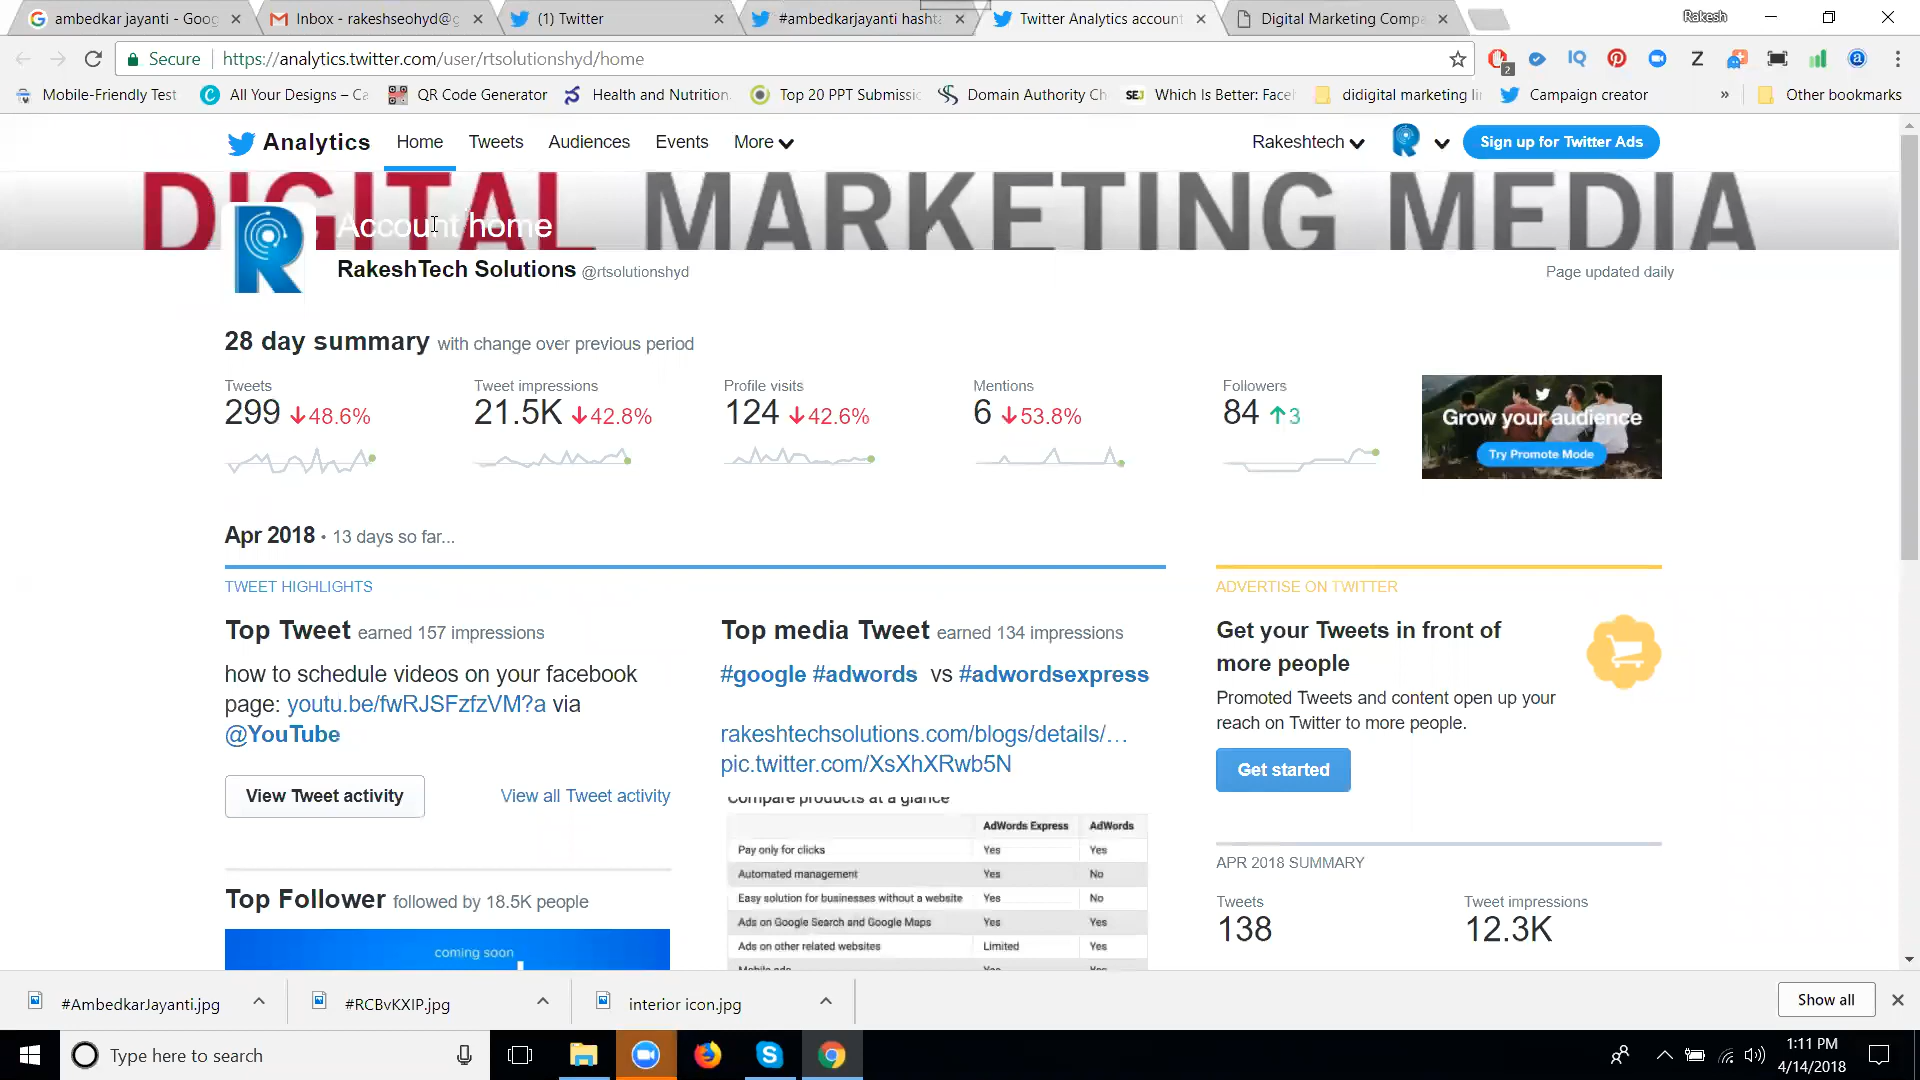 ambedkar jayanti - Goog
Inbox - rakeshseohyd@g
(1) Twitter
#ambedkarjayanti hashta
Twitter Analytics account
Digital Marketing Compa
Rakesh
Secure
https://analytics.twitter.com/user/rtsolutionshyd/home
2
Mobile-Friendly Test
All Your Designs – Ca
QR Code Generator
Health and Nutrition
Top 20 PPT Submissio
Domain Authority Ch
SEJ
Which Is Better: Face
didigital marketing li
Campaign creator
»
Other bookmarks
Analytics
Home
Tweets
Audiences
Events
More
Rakeshtech
Sign up for Twitter Ads
DIGITAL MARKETING MEDIA
Account home
RakeshTech Solutions @rtsolutionshyd
Page updated daily
28 day summary with change over previous period
Tweets
299 48.6%
Tweet impressions
21.5K 42.8%
Profile visits
124 42.6%
Mentions
6 53.8%
Followers
84 3
Grow your audience
Try Promote Mode
Apr 2018 • 13 days so far...
TWEET HIGHLIGHTS
Top Tweet earned 157 impressions
how to schedule videos on your facebook
page: youtu.be/fwRJSFzfzVM?a via
@YouTube
View Tweet activity
View all Tweet activity
Top Follower followed by 18.5K people
coming soon
Top media Tweet earned 134 impressions
#google #adwords vs #adwordsexpress
rakeshtechsolutions.com/blogs/details/…
pic.twitter.com/XsXhXRwb5N
Compare products at a glance
AdWords Express AdWords
Pay only for clicks Yes Yes
Automated management Yes No
Easy solution for businesses without a website Yes No
Ads on Google Search and Google Maps Yes Yes
Ads on other related websites Limited Yes
Mobile ads Yes Yes
ADVERTISE ON TWITTER
Get your Tweets in front of
more people
Promoted Tweets and content open up your
reach on Twitter to more people.
Get started
APR 2018 SUMMARY
Tweets
138
Tweet impressions
12.3K
#AmbedkarJayanti.jpg
#RCBvKXIP.jpg
interior icon.jpg
Show all
Type here to search
1:11 PM
4/14/2018